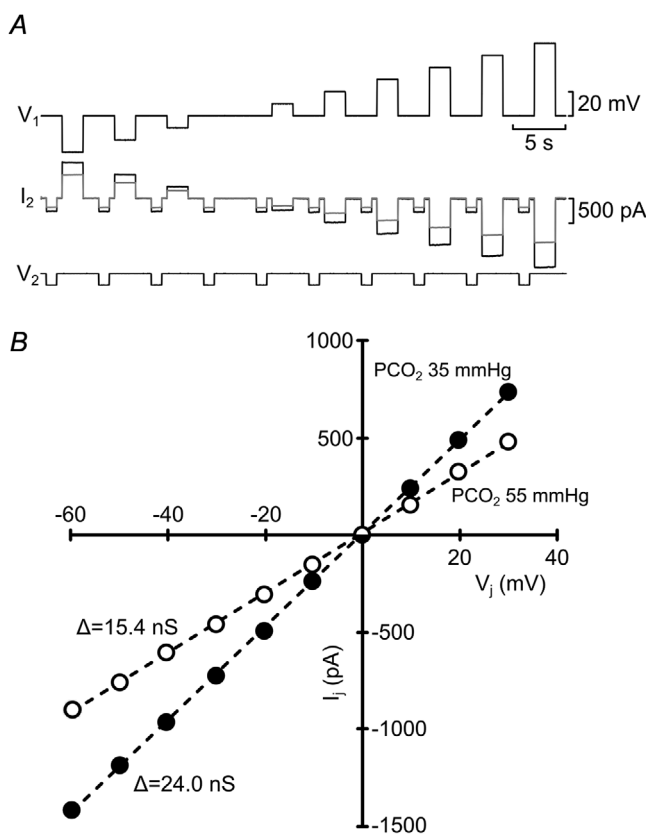 A
V₁
20 mV
5 s
I₂
500 pA
V₂
B
1000
PCO₂ 35 mmHg
500
PCO₂ 55 mmHg
-60 -40 -20 20 40
Vⱼ (mV)
Δ=15.4 nS
-500
Iⱼ (pA)
-1000
Δ=24.0 nS
-1500